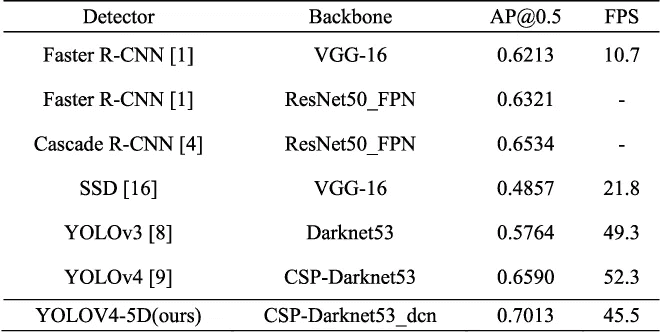 Detector Backbone AP@0.5 FPS
Faster R-CNN [1] VGG-16 0.6213 10.7
Faster R-CNN [1] ResNet50_FPN 0.6321 -
Cascade R-CNN [4] ResNet50_FPN 0.6534 -
SSD [16] VGG-16 0.4857 21.8
YOLOv3 [8] Darknet53 0.5764 49.3
YOLOv4 [9] CSP-Darknet53 0.6590 52.3
YOLOV4-5D(ours) CSP-Darknet53_dcn 0.7013 45.5